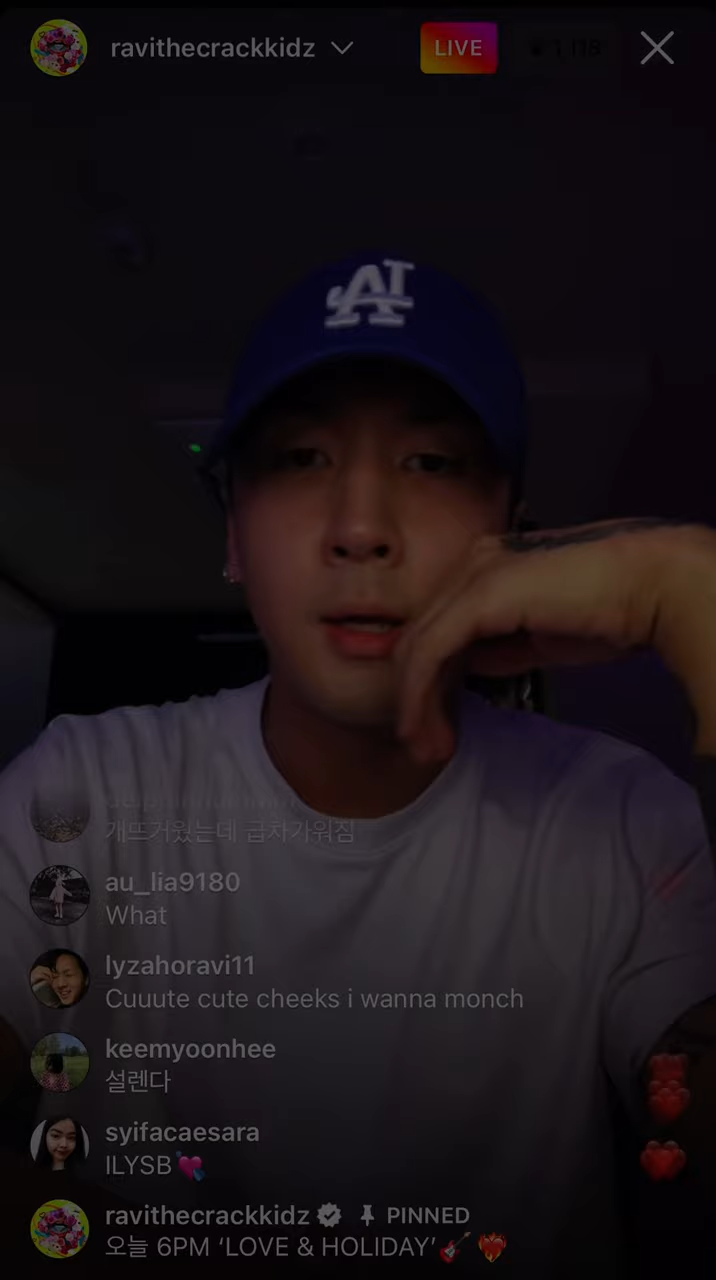 ravithecrackkidz
LIVE
LA
개뜨거웠는데 급차가워짐
au_lia9180
What
lyzahoravi11
Cuuute cute cheeks i wanna monch
keemyoonhee
설렌다
syifacaesara
ILYSB💘
ravithecrackkidz PINNED
오늘 6PM ‘LOVE & HOLIDAY’🎸❤️‍🔥